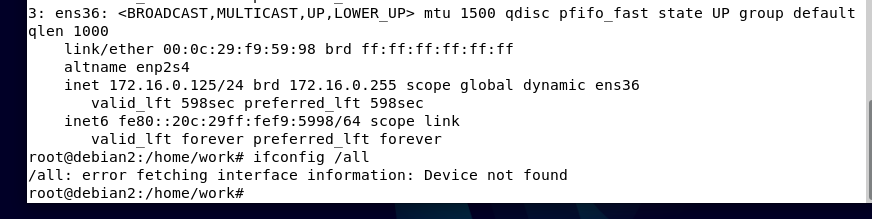 3: ens36: <BROADCAST,MULTICAST,UP,LOWER_UP> mtu 1500 qdisc pfifo_fast state UP group default
qlen 1000
    link/ether 00:0c:29:f9:59:98 brd ff:ff:ff:ff:ff:ff
    altname enp2s4
    inet 172.16.0.125/24 brd 172.16.0.255 scope global dynamic ens36
       valid_lft 598sec preferred_lft 598sec
    inet6 fe80::20c:29ff:fef9:5998/64 scope link
       valid_lft forever preferred_lft forever
root@debian2:/home/work# ifconfig /all
/all: error fetching interface information: Device not found
root@debian2:/home/work#